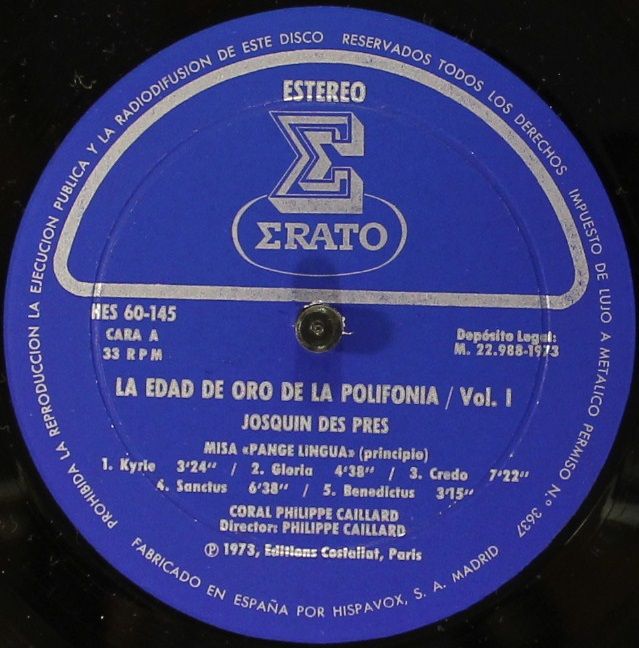 PROHIBIDA LA REPRODUCCION LA EJECUCION PUBLICA Y LA RADIODIFUSION DE ESTE DISCO RESERVADOS TODOS LOS DERECHOS IMPUESTO DE LUJO A METALICO PERMISO N.º 3637
ESTEREO
Σ
ΣRATO
HES 60-145
CARA A
33 RPM
Depósito Legal:
M. 22.988-1973
LA EDAD DE ORO DE LA POLIFONIA / Vol. I
JOSQUIN DES PRES
MISA «PANGE LINGUA» (principio)
1. Kyrie 3'24'' / 2. Gloria 4'38'' / 3. Credo 7'22''
4. Sanctus 6'38'' / 5. Benedictus 3'15''
CORAL PHILIPPE CAILLARD
Director: PHILIPPE CAILLARD
Ⓟ 1973, Editions Costallat, Paris
FABRICADO EN ESPAÑA POR HISPAVOX, S. A. MADRID